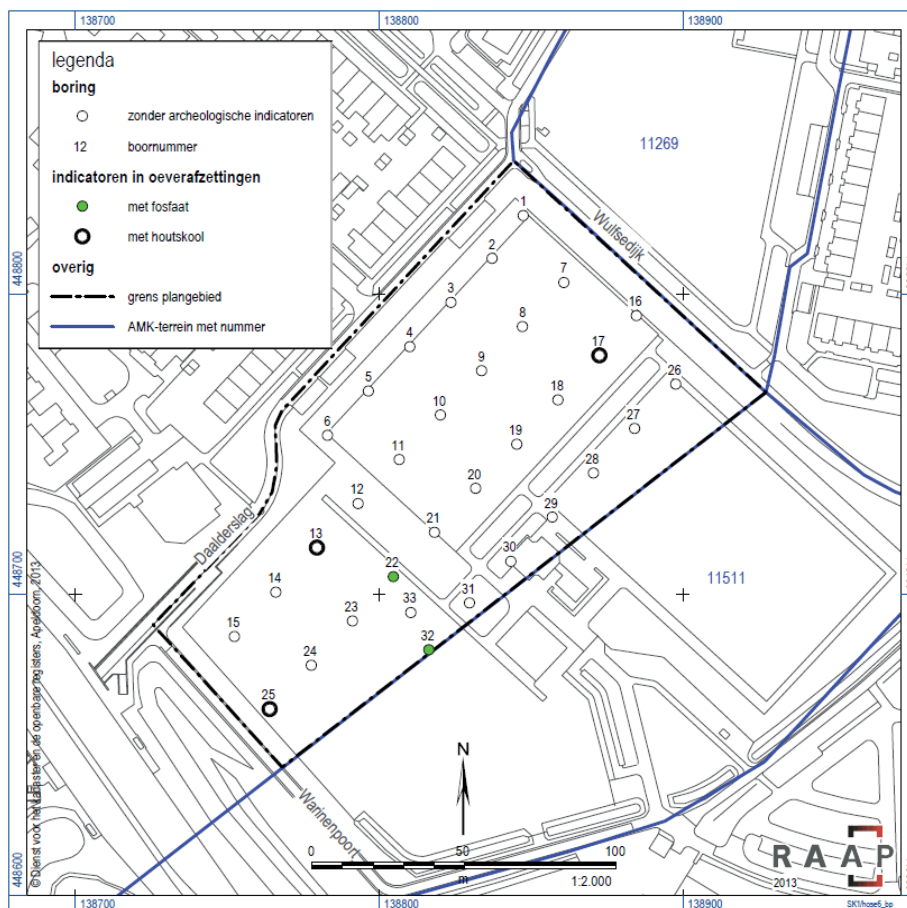 138700 138800 138900
legenda
boring
zonder archeologische indicatoren
12 boornummer
indicatoren in oeverafzettingen
met fosfaat
met houtskool
overig
grens plangebied
AMK-terrein met nummer
11269
Wulfsedijk
448800
1
2
7
3
16
8
4
17
9
26
5
18
10
27
6
19
11
28
20
12
29
21
Daalderslag
13
30
22
448700
11511
14
31
33
23
15
32
24
25
Warinenpoort
N
0 50 100
m 1:2.000
RAAP
2013
448600
© Dienst voor het kadaster en de openbare registers, Apeldoorn, 2013
138700 138800 138900
SK1/hose6_bp